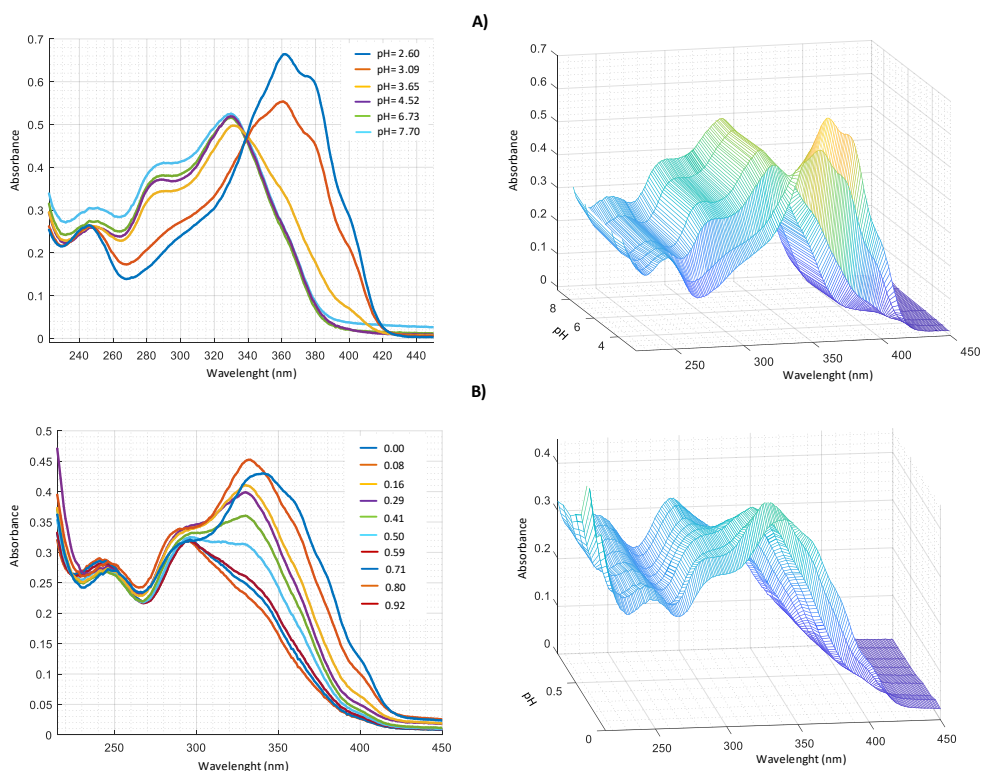 A)
0.7
0.6
0.5
0.4
0.3
0.2
0.1
0
Absorbance
240 260 280 300 320 340 360 380 400 420 440
Wavelenght (nm)
pH= 2.60
pH= 3.09
pH= 3.65
pH= 4.52
pH= 6.73
pH= 7.70
0.7
0.6
0.5
0.4
0.3
0.2
0.1
0
Absorbance
8
6
4
pH
250 300 350 400 450
Wavelenght (nm)
B)
0.5
0.45
0.4
0.35
0.3
0.25
0.2
0.15
0.1
0.05
0
Absorbance
250 300 350 400 450
Wavelenght (nm)
0.00
0.08
0.16
0.29
0.41
0.50
0.59
0.71
0.80
0.92
0.4
0.3
0.2
0.1
0
Absorbance
0.5
0
pH
250 300 350 400 450
Wavelenght (nm)